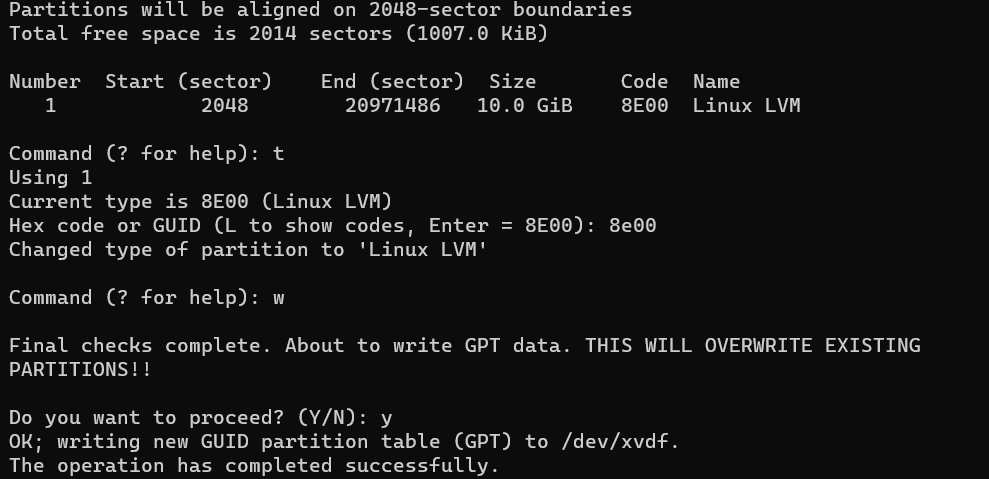 Partitions will be aligned on 2048-sector boundaries
Total free space is 2014 sectors (1007.0 KiB)
Number  Start (sector)    End (sector)  Size       Code  Name
   1            2048        20971486   10.0 GiB    8E00  Linux LVM
Command (? for help): t
Using 1
Current type is 8E00 (Linux LVM)
Hex code or GUID (L to show codes, Enter = 8E00): 8e00
Changed type of partition to 'Linux LVM'
Command (? for help): w
Final checks complete. About to write GPT data. THIS WILL OVERWRITE EXISTING
PARTITIONS!!
Do you want to proceed? (Y/N): y
OK; writing new GUID partition table (GPT) to /dev/xvdf.
The operation has completed successfully.